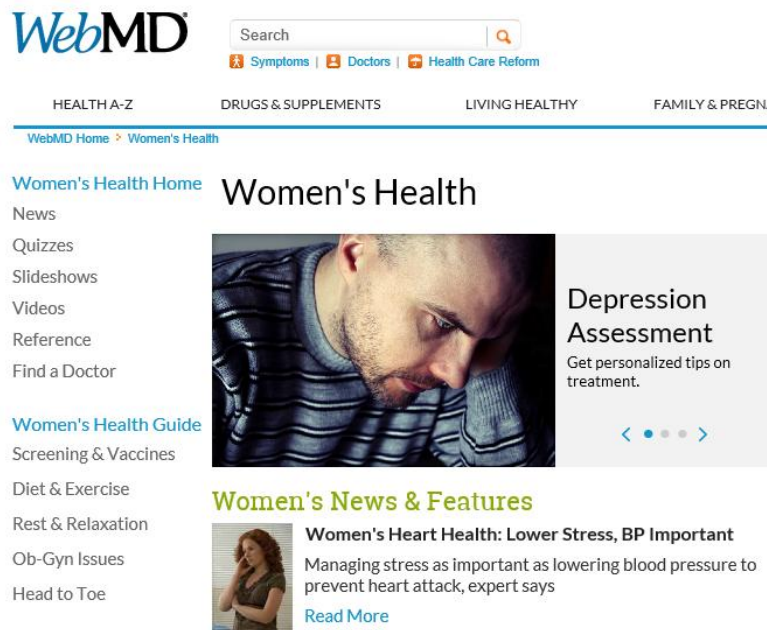 WebMD
Search
Symptoms | Doctors | Health Care Reform
HEALTH A-Z DRUGS & SUPPLEMENTS LIVING HEALTHY FAMILY & PREGN
WebMD Home Women's Health
Women's Health Home
News
Quizzes
Slideshows
Videos
Reference
Find a Doctor
Women's Health Guide
Screening & Vaccines
Diet & Exercise
Rest & Relaxation
Ob-Gyn Issues
Head to Toe
Women's Health
Depression
Assessment
Get personalized tips on
treatment.
Women's News & Features
Women's Heart Health: Lower Stress, BP Important
Managing stress as important as lowering blood pressure to
prevent heart attack, expert says
Read More